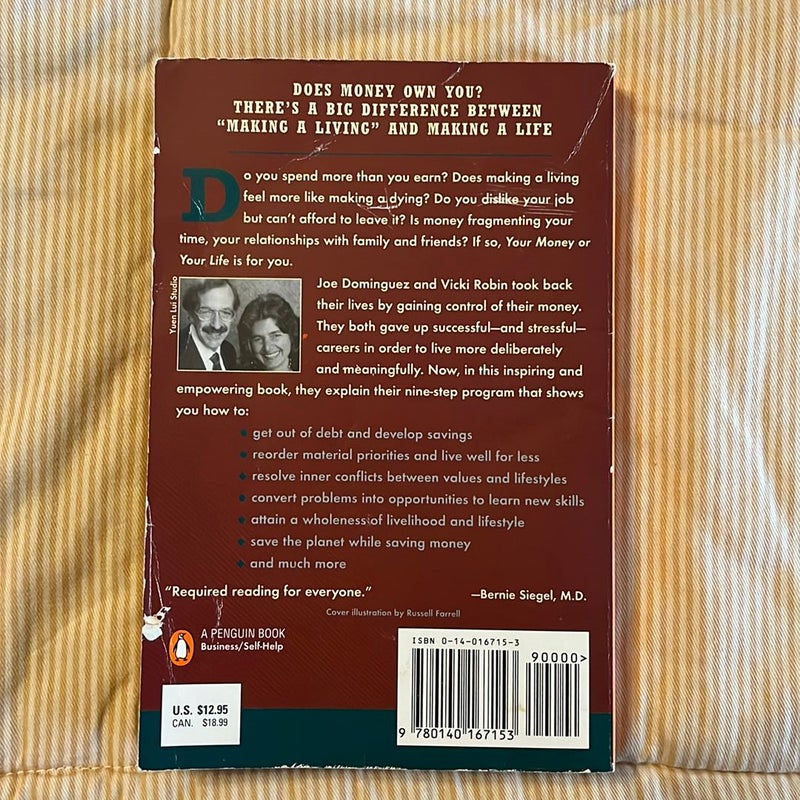 DOES MONEY OWN YOU?
THERE'S A BIG DIFFERENCE BETWEEN
“MAKING A LIVING” AND MAKING A LIFE
Do you spend more than you earn? Does making a living
feel more like making a dying? Do you dislike your job
but can't afford to leave it? Is money fragmenting your
time, your relationships with family and friends? If so, Your Money or
Your Life is for you.
Yuen Lui Studio
Joe Dominguez and Vicki Robin took back
their lives by gaining control of their money.
They both gave up successful—and stressful—
careers in order to live more deliberately
and meaningfully. Now, in this inspiring and
empowering book, they explain their nine-step program that shows
you how to:
• get out of debt and develop savings
• reorder material priorities and live well for less
• resolve inner conflicts between values and lifestyles
• convert problems into opportunities to learn new skills
• attain a wholeness of livelihood and lifestyle
• save the planet while saving money
• and much more
“Required reading for everyone.” —Bernie Siegel, M.D.
Cover illustration by Russell Farrell
A PENGUIN BOOK
Business/Self-Help
U.S. $12.95
CAN. $18.99
ISBN 0-14-016715-3
90000>
9 780140 167153